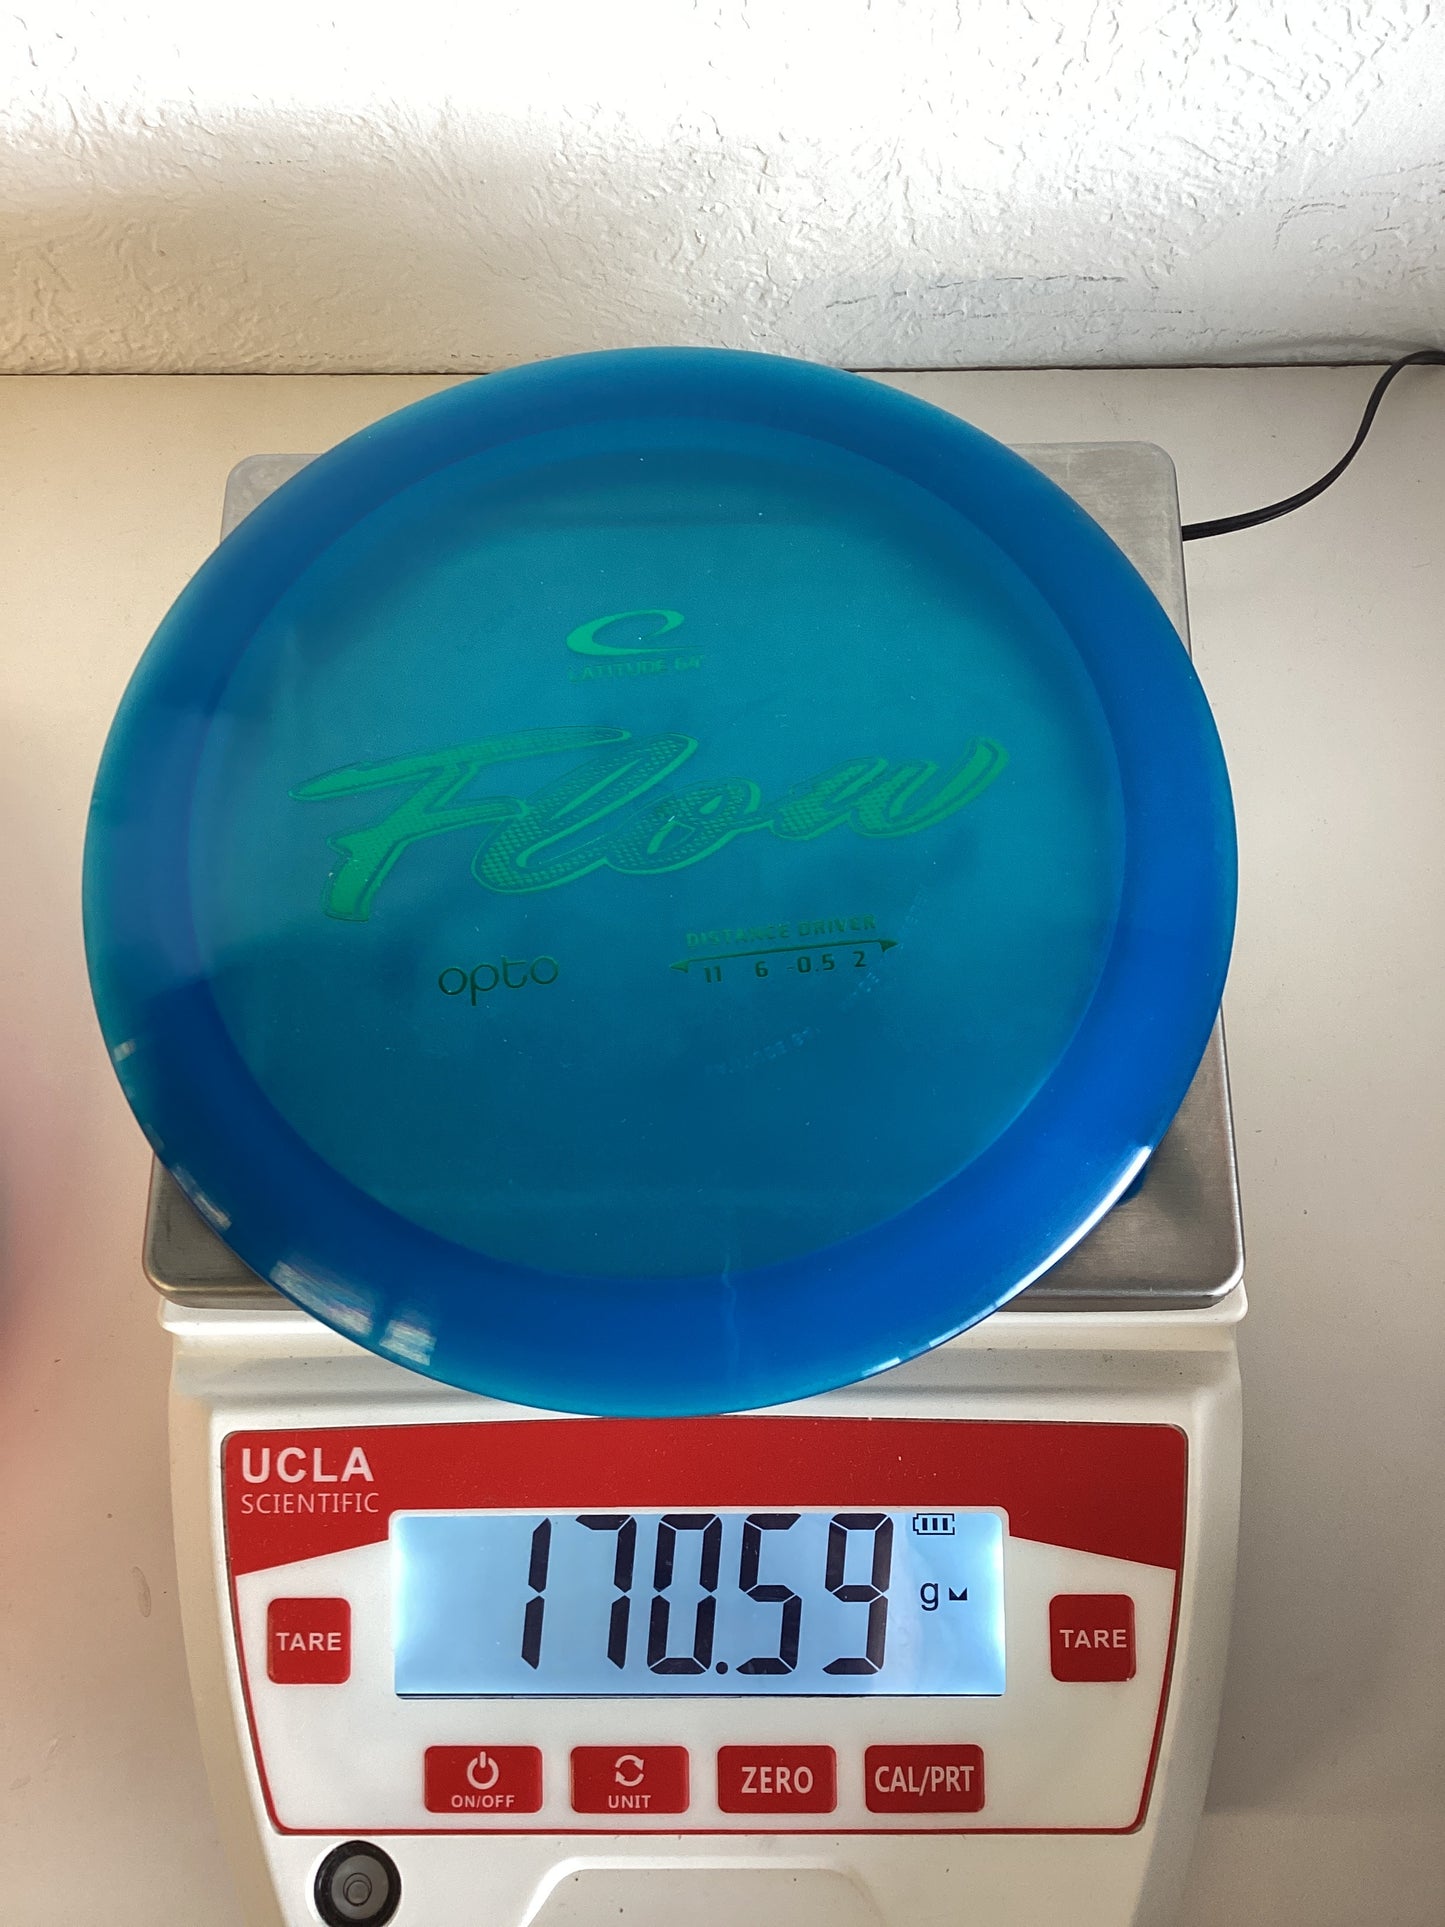 LATITUDE 64°
Flow
opto
DISTANCE DRIVER
11 6 -0.5 2
UCLA
SCIENTIFIC
170.59 g
TARE
TARE
ON/OFF
UNIT
ZERO
CAL/PRT